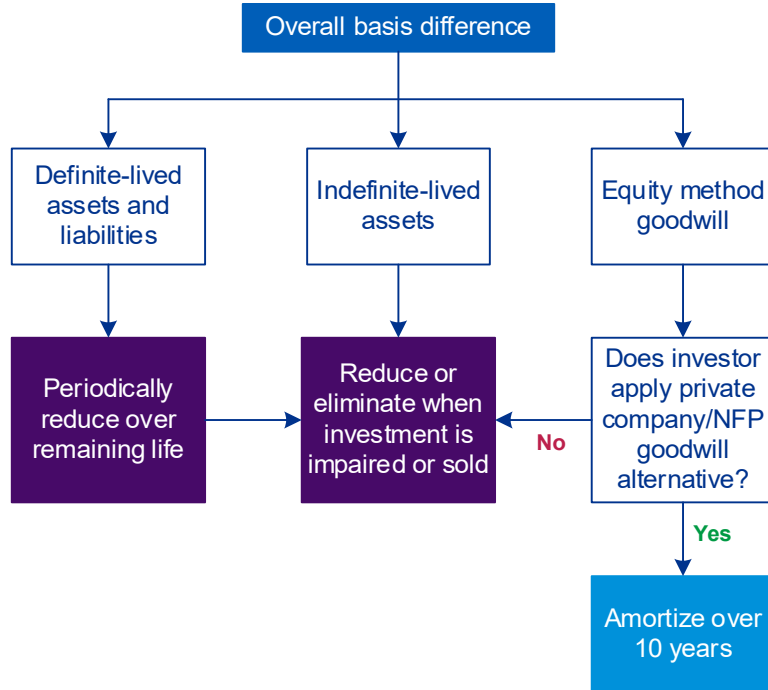 Overall basis difference
Definite-lived
assets and
liabilities
Indefinite-lived
assets
Equity method
goodwill
Periodically
reduce over
remaining life
Reduce or
eliminate when
investment is
impaired or sold
No
Does investor
apply private
company/NFP
goodwill
alternative?
Yes
Amortize over
10 years